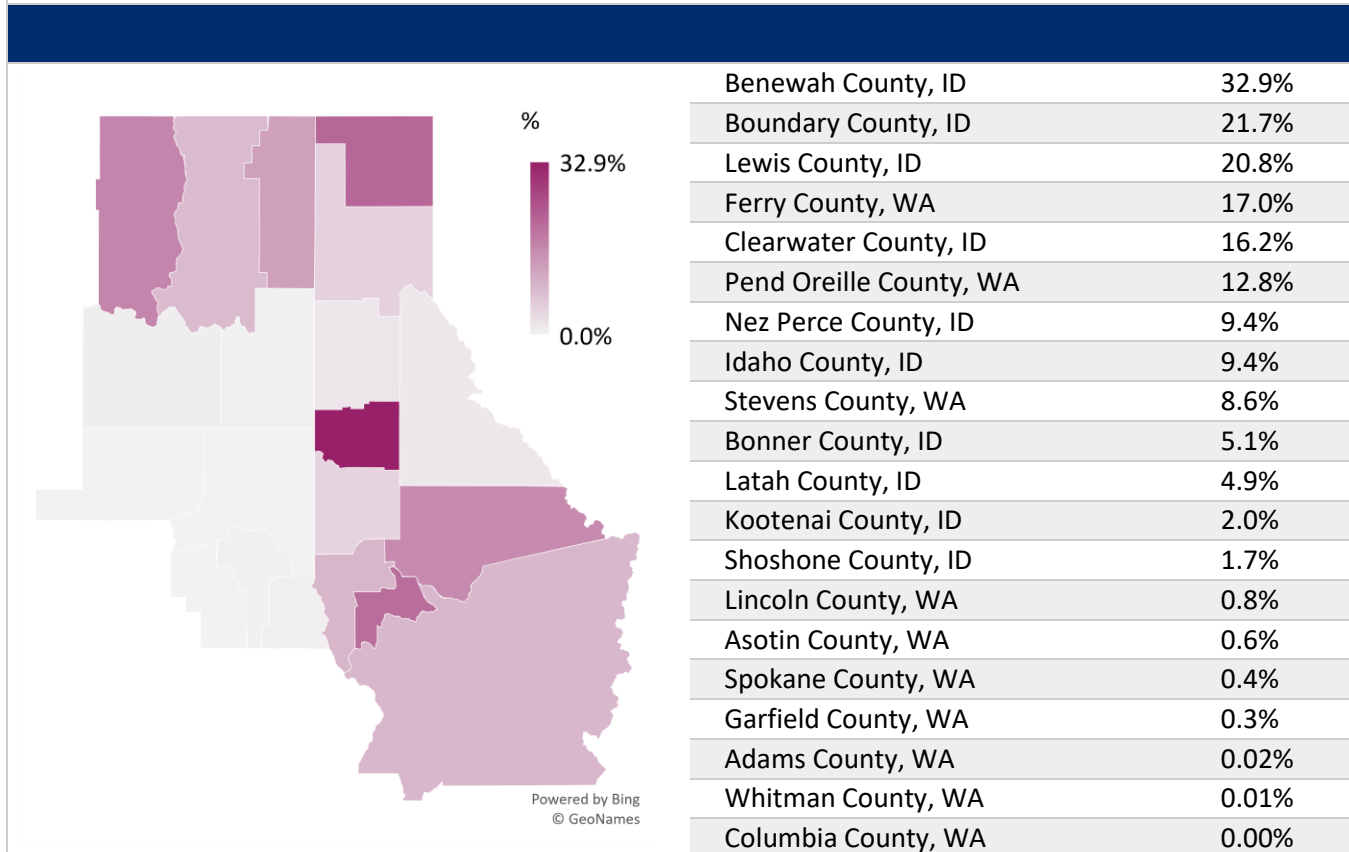 %
32.9%
0.0%
Powered by Bing
© GeoNames
Benewah County, ID 32.9%
Boundary County, ID 21.7%
Lewis County, ID 20.8%
Ferry County, WA 17.0%
Clearwater County, ID 16.2%
Pend Oreille County, WA 12.8%
Nez Perce County, ID 9.4%
Idaho County, ID 9.4%
Stevens County, WA 8.6%
Bonner County, ID 5.1%
Latah County, ID 4.9%
Kootenai County, ID 2.0%
Shoshone County, ID 1.7%
Lincoln County, WA 0.8%
Asotin County, WA 0.6%
Spokane County, WA 0.4%
Garfield County, WA 0.3%
Adams County, WA 0.02%
Whitman County, WA 0.01%
Columbia County, WA 0.00%